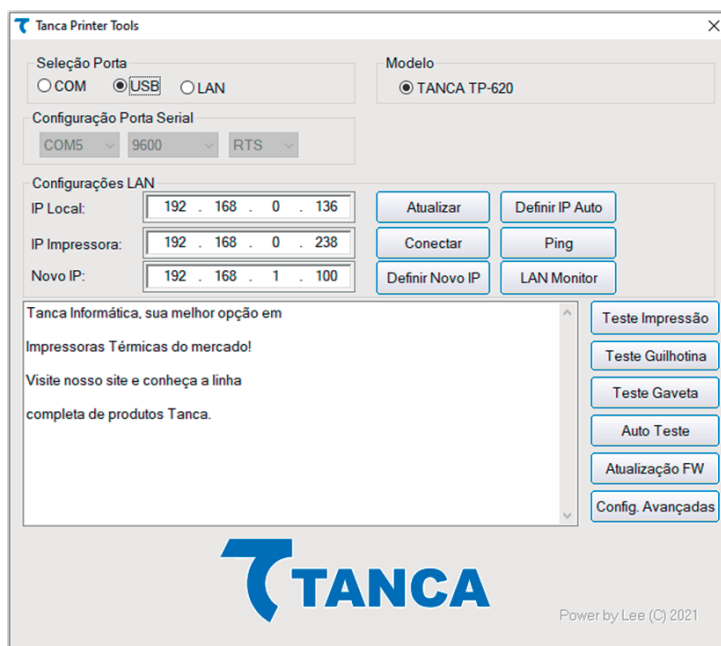 Tanca Printer Tools
Seleção Porta
COM USB LAN
Modelo
TANCA TP-620
Configuração Porta Serial
COM5 9600 RTS
Configurações LAN
IP Local: 192 . 168 . 0 . 136 Atualizar Definir IP Auto
IP Impressora: 192 . 168 . 0 . 238 Conectar Ping
Novo IP: 192 . 168 . 1 . 100 Definir Novo IP LAN Monitor
Tanca Informática, sua melhor opção em
Impressoras Térmicas do mercado!
Visite nosso site e conheça a linha
completa de produtos Tanca.
Teste Impressão
Teste Guilhotina
Teste Gaveta
Auto Teste
Atualização FW
Config. Avançadas
TANCA
Power by Lee (C) 2021